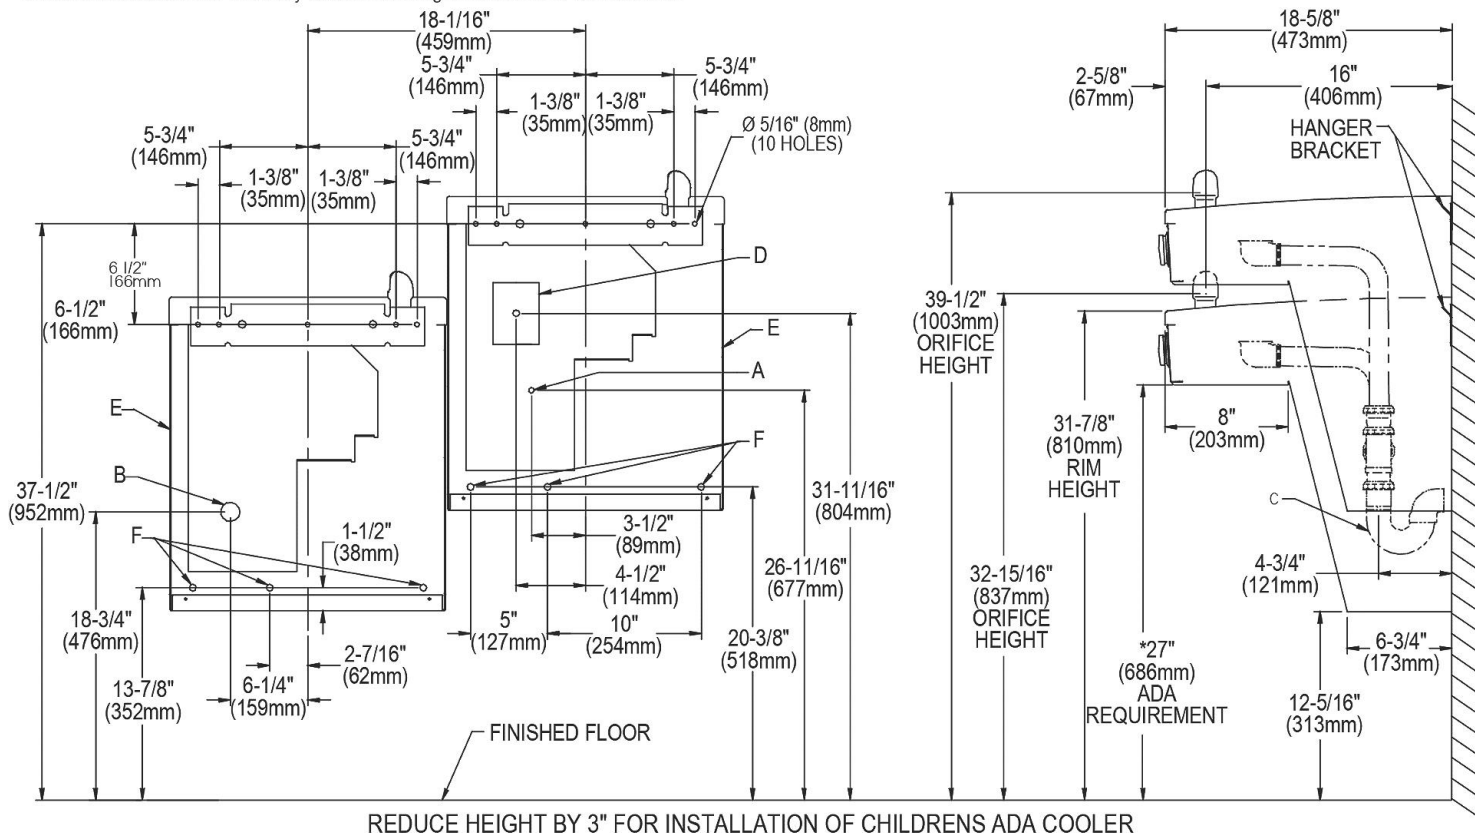 18-1/16"
(459mm)
5-3/4"
(146mm)
5-3/4"
(146mm)
1-3/8"
(35mm)
1-3/8"
(35mm)
Ø 5/16" (8mm)
(10 HOLES)
5-3/4"
(146mm)
5-3/4"
(146mm)
1-3/8"
(35mm)
1-3/8"
(35mm)
6 1/2"
166mm
6-1/2"
(166mm)
D
E
A
E
F
B
F
37-1/2"
(952mm)
1-1/2"
(38mm)
3-1/2"
(89mm)
4-1/2"
(114mm)
31-11/16"
(804mm)
26-11/16"
(677mm)
5"
(127mm)
10"
(254mm)
20-3/8"
(518mm)
18-3/4"
(476mm)
2-7/16"
(62mm)
6-1/4"
(159mm)
13-7/8"
(352mm)
FINISHED FLOOR
18-5/8"
(473mm)
2-5/8"
(67mm)
16"
(406mm)
HANGER
BRACKET
39-1/2"
(1003mm)
ORIFICE
HEIGHT
8"
(203mm)
31-7/8"
(810mm)
RIM
HEIGHT
C
4-3/4"
(121mm)
32-15/16"
(837mm)
ORIFICE
HEIGHT
*27"
(686mm)
ADA
REQUIREMENT
6-3/4"
(173mm)
12-5/16"
(313mm)
REDUCE HEIGHT BY 3" FOR INSTALLATION OF CHILDRENS ADA COOLER